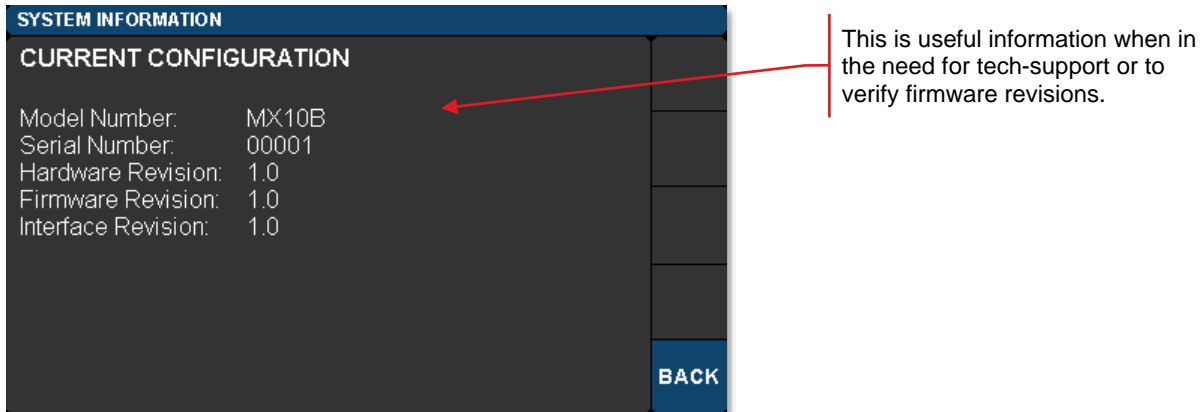 SYSTEM INFORMATION
CURRENT CONFIGURATION
Model Number: MX10B
Serial Number: 00001
Hardware Revision: 1.0
Firmware Revision: 1.0
Interface Revision: 1.0
BACK
This is useful information when in
the need for tech-support or to
verify firmware revisions.